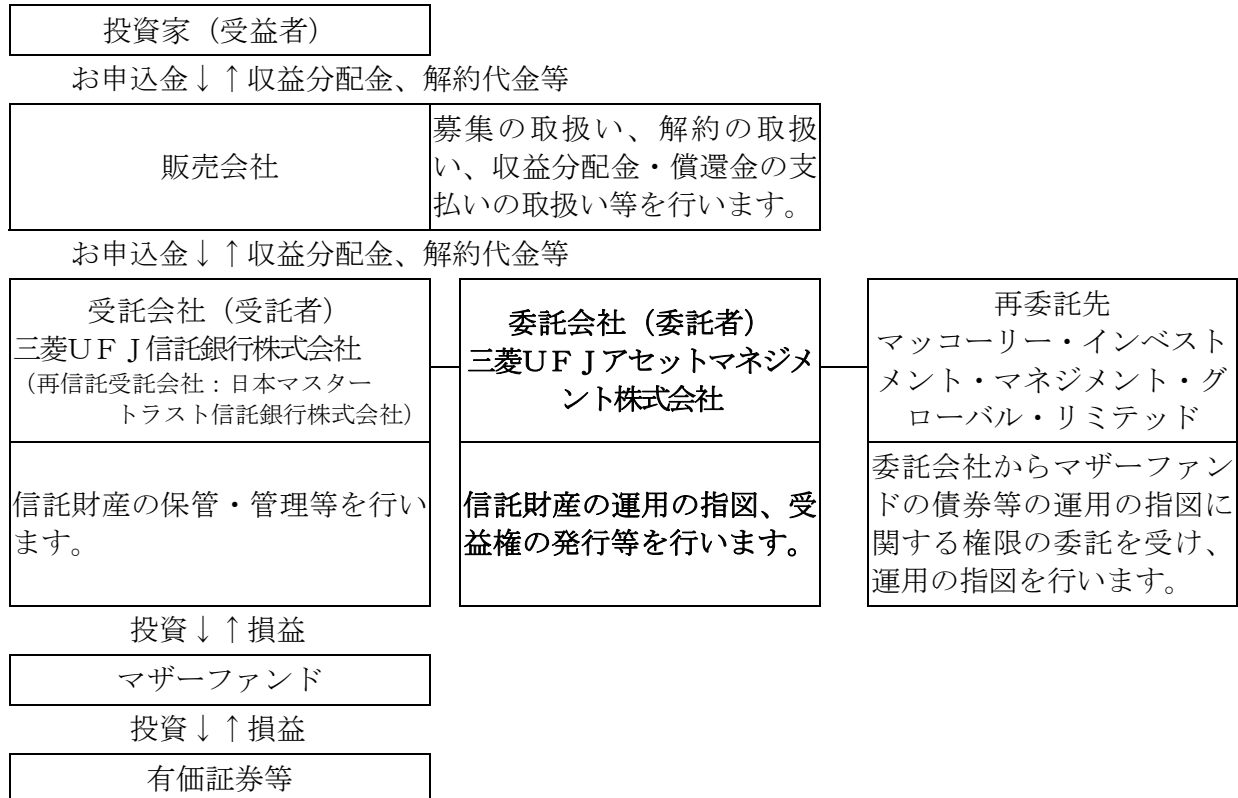 投資家（受益者）
お申込金↓↑収益分配金、解約代金等
販売会社
募集の取扱い、解約の取扱
い、収益分配金・償還金の支
払いの取扱い等を行います。
お申込金↓↑収益分配金、解約代金等
受託会社（受託者）
三菱ＵＦＪ信託銀行株式会社
（再信託受託会社：日本マスター
トラスト信託銀行株式会社）
信託財産の保管・管理等を行い
ます。
委託会社（委託者）
三菱ＵＦＪアセットマネジメ
ント株式会社
信託財産の運用の指図、受
益権の発行等を行います。
再委託先
マッコーリー・インベスト
メント・マネジメント・グ
ローバル・リミテッド
委託会社からマザーファン
ドの債券等の運用の指図に
関する権限の委託を受け、
運用の指図を行います。
投資↓↑損益
マザーファンド
投資↓↑損益
有価証券等